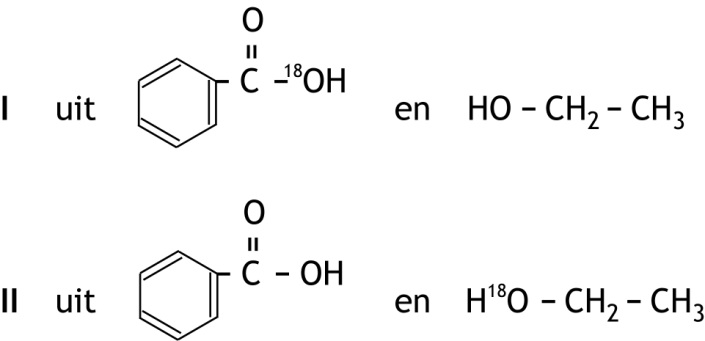 O
I uit C –¹⁸OH en HO – CH₂ – CH₃
O
II uit C – OH en H¹⁸O – CH₂ – CH₃